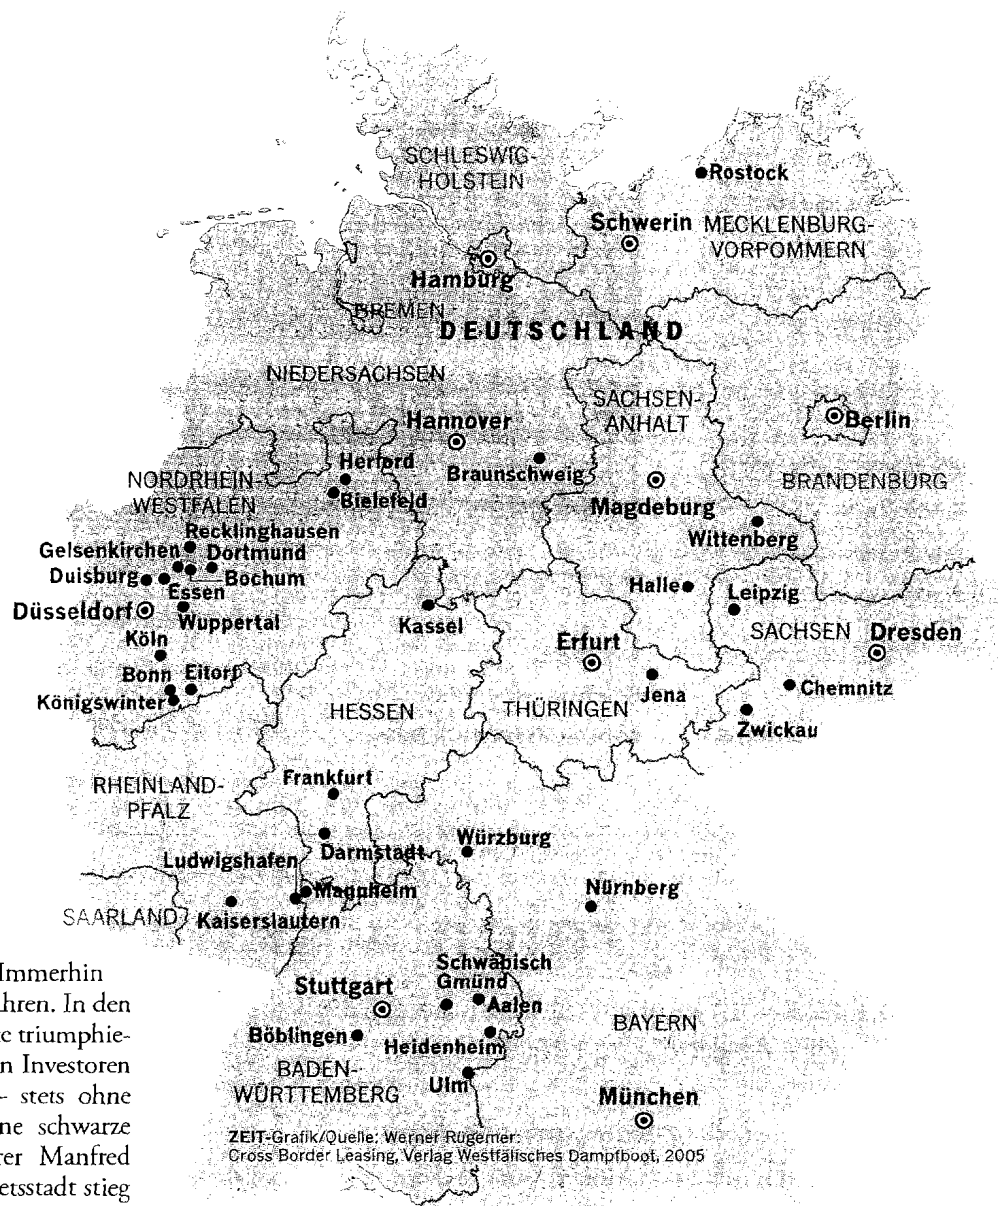 SCHLESWIG-
HOLSTEIN
Rostock
Schwerin
MECKLENBURG-
VORPOMMERN
Hamburg
BREMEN
DEUTSCHLAND
NIEDERSACHSEN
SACHSEN-
ANHALT
Hannover
Berlin
Herford
Braunschweig
NORDRHEIN-
WESTFALEN
Bielefeld
BRANDENBURG
Magdeburg
Recklinghausen
Wittenberg
Gelsenkirchen
Dortmund
Duisburg
Bochum
Essen
Halle
Leipzig
Düsseldorf
Wuppertal
Kassel
Köln
Erfurt
SACHSEN
Dresden
Bonn
Eitorf
Königswinter
Jena
Chemnitz
HESSEN
THÜRINGEN
Zwickau
RHEINLAND-
PFALZ
Frankfurt
Darmstadt
Würzburg
Ludwigshafen
Mannheim
Nürnberg
SAARLAND
Kaiserslautern
Schwäbisch
Gmünd
Stuttgart
Aalen
Böblingen
Heidenheim
BAYERN
BADEN-
WÜRTTEMBERG
Ulm
München
ZEIT-Grafik/Quelle: Werner Rügemer:
Cross Border Leasing, Verlag Westfälisches Dampfboot, 2005
Immerhin
ahren. In den
triumphie-
n Investoren
– stets ohne
ne schwarze
rer Manfred
etsstadt stieg